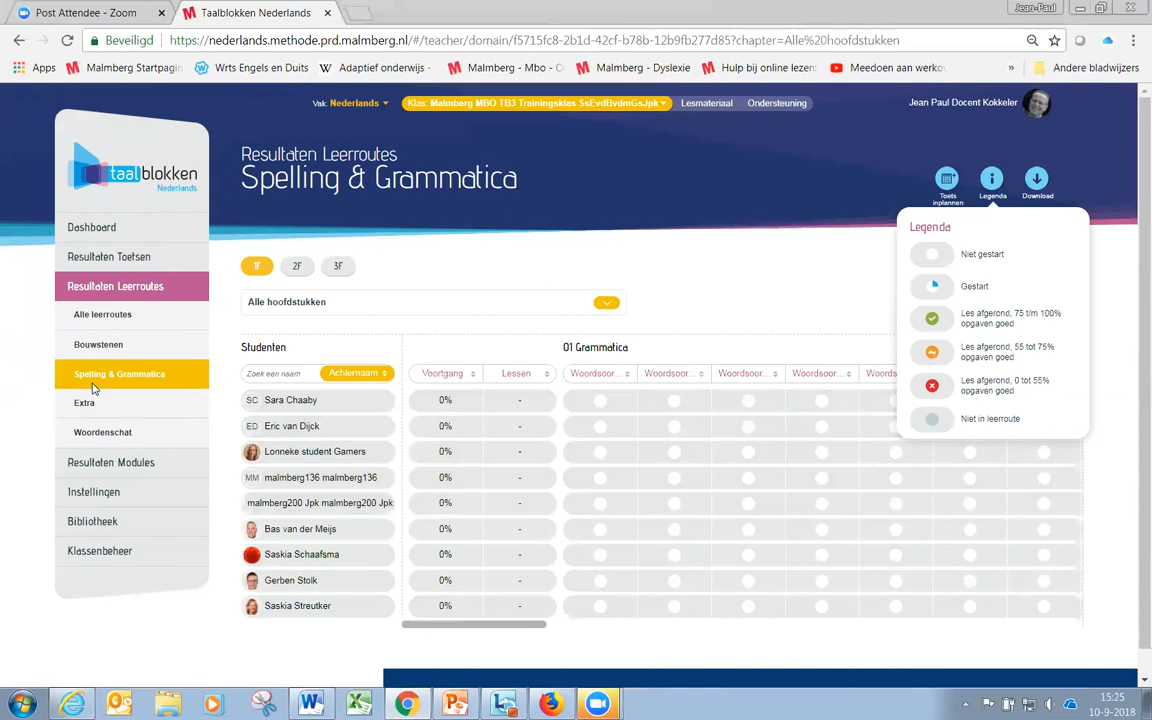 Jean-Paul
Post Attendee - Zoom
Taalblokken Nederlands
Beveiligd
https://nederlands.methode.prd.malmberg.nl/#/teacher/domain/f5715fc8-2b1d-42cf-b78b-12b9fb277d85?chapter=Alle%20hoofdstukken
Apps
Malmberg Startpagin
Wrts Engels en Duits
Adaptief onderwijs -
Malmberg - Mbo - O
Malmberg - Dyslexie
Hulp bij online lezen:
Meedoen aan werko
»
Andere bladwijzers
Vak: Nederlands
Klas: Malmberg MBO TB3 Trainingsklas SsEvdBvdmGsJpk
Lesmateriaal
Ondersteuning
Jean Paul Docent Kokkeler
taalblokken
Nederlands
Resultaten Leerroutes
Spelling & Grammatica
Toets
inplannen
Legenda
Download
Dashboard
Resultaten Toetsen
Resultaten Leerroutes
Alle leerroutes
Bouwstenen
Spelling & Grammatica
Extra
Woordenschat
Resultaten Modules
Instellingen
Bibliotheek
Klassenbeheer
1F
2F
3F
Alle hoofdstukken
Legenda
Niet gestart
Gestart
Les afgerond, 75 t/m 100%
opgaven goed
Les afgerond, 55 tot 75%
opgaven goed
Les afgerond, 0 tot 55%
opgaven goed
Niet in leerroute
Studenten
01 Grammatica
Zoek een naam
Achternaam
Voortgang
Lessen
Woordsoor...
Woordsoor...
Woordsoor...
Woordsoor...
Woords
SC Sara Chaaby 0% -
ED Eric van Dijck 0% -
Lonneke student Gamers 0% -
MM malmberg136 malmberg136 0% -
malmberg200 Jpk malmberg200 Jpk 0% -
Bas van der Meijs 0% -
Saskia Schaafsma 0% -
Gerben Stolk 0% -
Saskia Streutker 0% -
15:25
10-9-2018